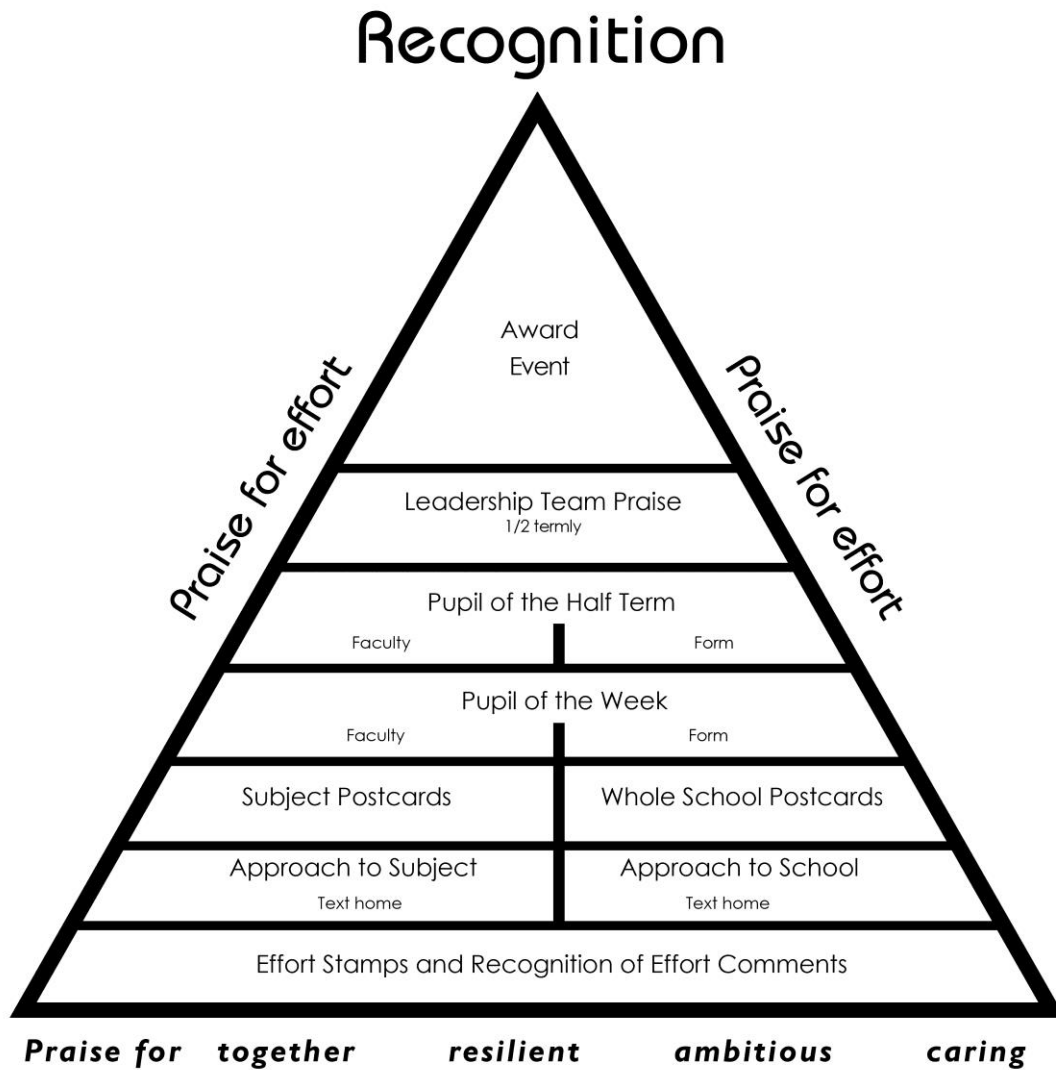 Recognition
Praise for effort
Praise for effort
Award
Event
Leadership Team Praise
1/2 termly
Pupil of the Half Term
Faculty Form
Pupil of the Week
Faculty Form
Subject Postcards Whole School Postcards
Approach to Subject Approach to School
Text home Text home
Effort Stamps and Recognition of Effort Comments
Praise for together resilient ambitious caring